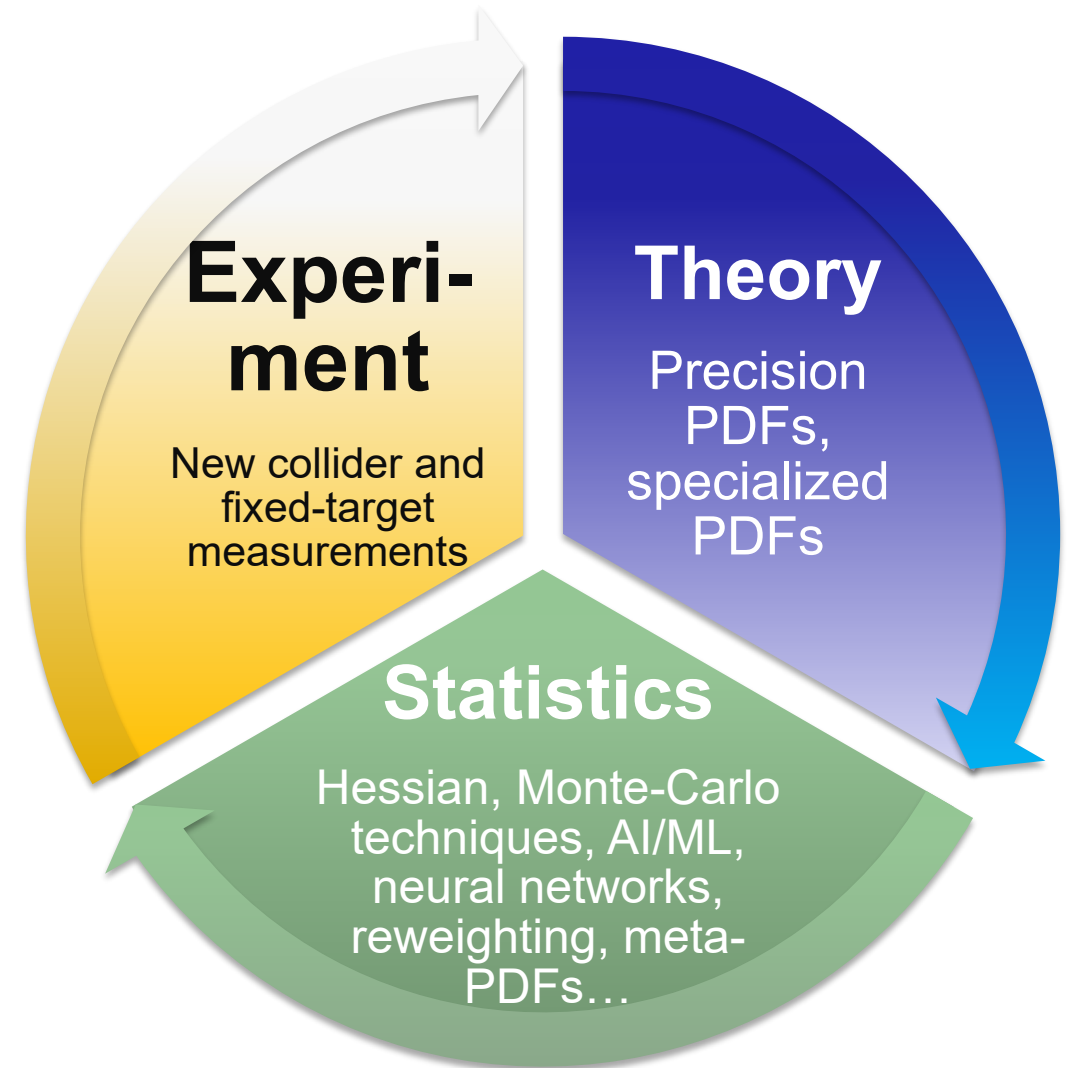 Experi-
ment
New collider and
fixed-target
measurements
Theory
Precision
PDFs,
specialized
PDFs
Statistics
Hessian, Monte-Carlo
techniques, AI/ML,
neural networks,
reweighting, meta-
PDFs…